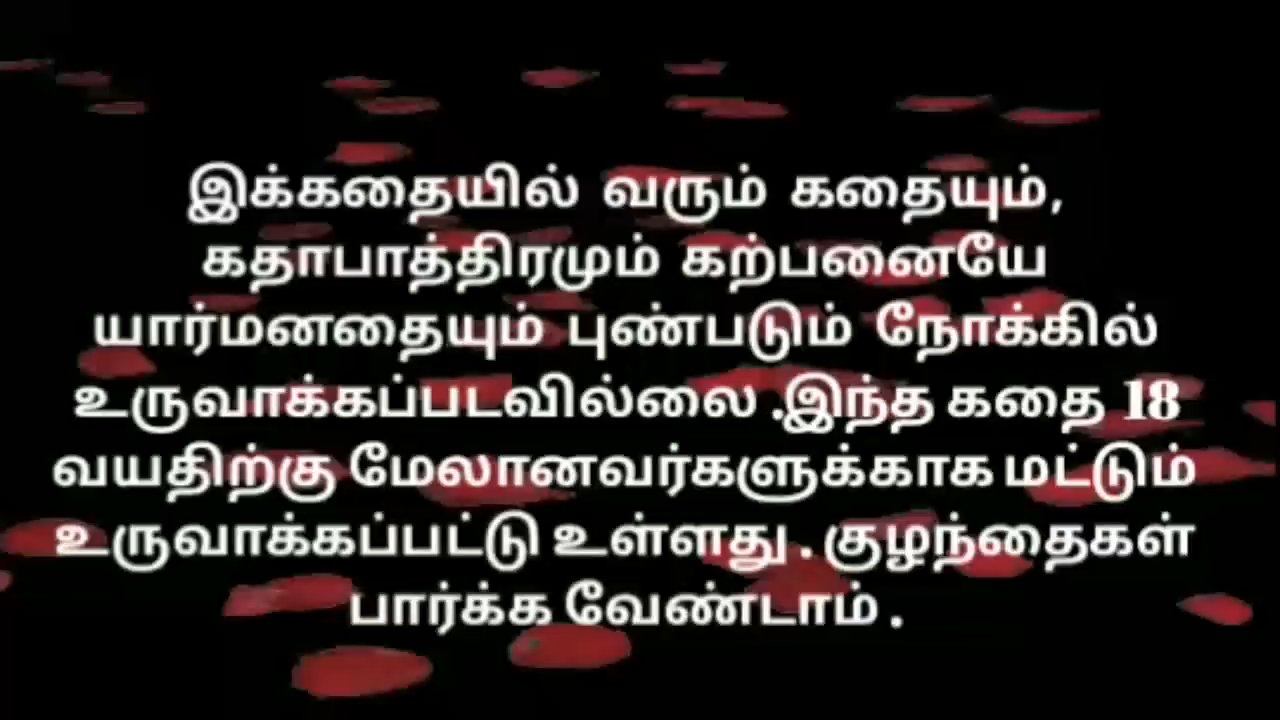 இக்கதையில் வரும் கதையும்,
கதாபாத்திரமும் கற்பனையே
யார்மனதையும் புண்படும் நோக்கில்
உருவாக்கப்படவில்லை .இந்த கதை 18
வயதிற்கு மேலானவர்களுக்காக மட்டும்
உருவாக்கப்பட்டு உள்ளது . குழந்தைகள்
பார்க்க வேண்டாம் .